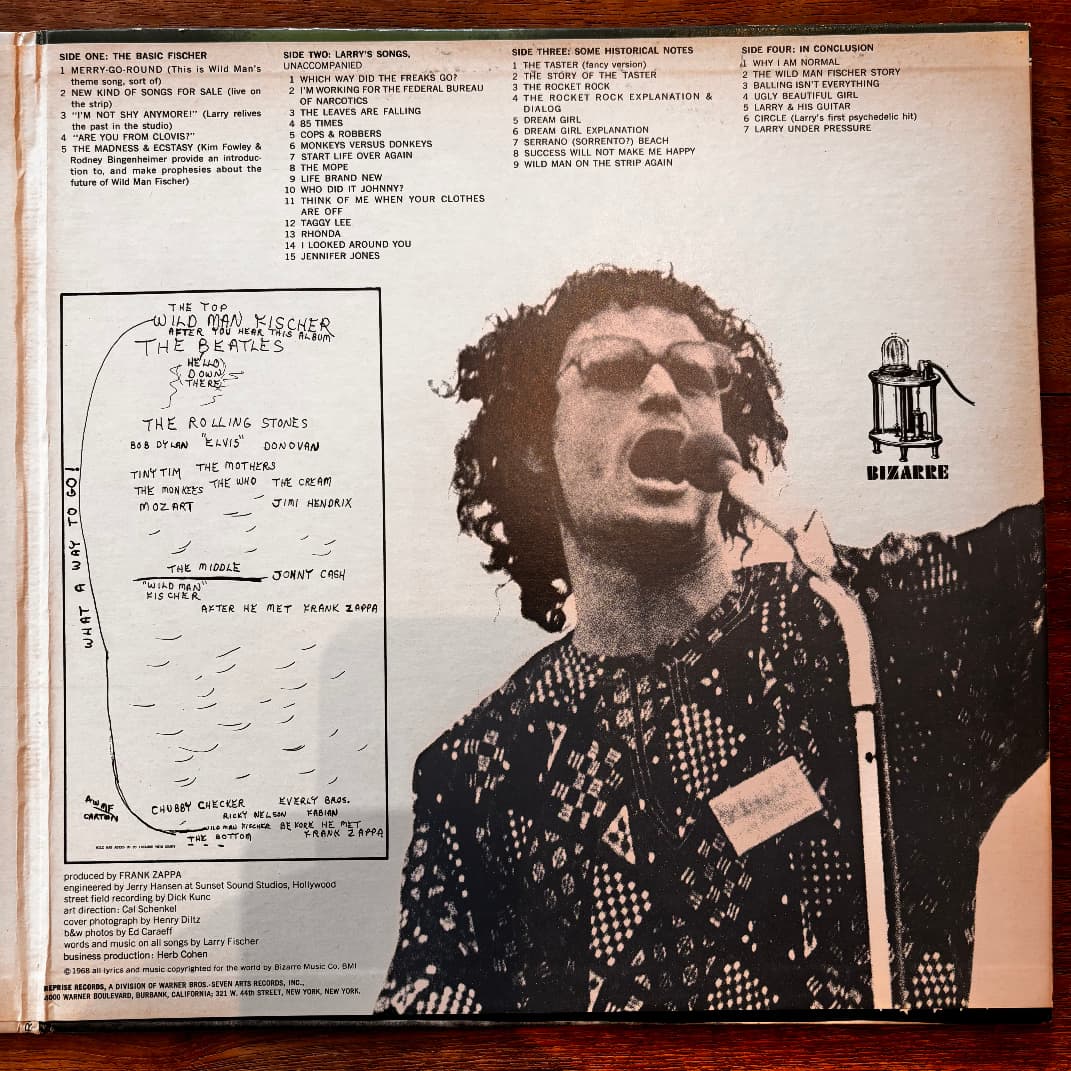 SIDE ONE: THE BASIC FISCHER
1 MERRY-GO-ROUND (This is Wild Man's
theme song, sort of)
2 NEW KIND OF SONGS FOR SALE (live on
the strip)
3 "I'M NOT SHY ANYMORE!" (Larry relives
the past in the studio)
4 "ARE YOU FROM CLOVIS?"
5 THE MADNESS & ECSTASY (Kim Fowley &
Rodney Bingenheimer provide an introduc-
tion to, and make prophesies about the
future of Wild Man Fischer)
SIDE TWO: LARRY'S SONGS,
UNACCOMPANIED
1 WHICH WAY DID THE FREAKS GO?
2 I'M WORKING FOR THE FEDERAL BUREAU
OF NARCOTICS
3 THE LEAVES ARE FALLING
4 85 TIMES
5 COPS & ROBBERS
6 MONKEYS VERSUS DONKEYS
7 START LIFE OVER AGAIN
8 THE MOPE
9 LIFE BRAND NEW
10 WHO DID IT JOHNNY?
11 THINK OF ME WHEN YOUR CLOTHES
ARE OFF
12 TAGGY LEE
13 RHONDA
14 I LOOKED AROUND YOU
15 JENNIFER JONES
SIDE THREE: SOME HISTORICAL NOTES
1 THE TASTER (fancy version)
2 THE STORY OF THE TASTER
3 THE ROCKET ROCK
4 THE ROCKET ROCK EXPLANATION &
DIALOG
5 DREAM GIRL
6 DREAM GIRL EXPLANATION
7 SERRANO (SORRENTO?) BEACH
8 SUCCESS WILL NOT MAKE ME HAPPY
9 WILD MAN ON THE STRIP AGAIN
SIDE FOUR: IN CONCLUSION
1 WHY I AM NORMAL
2 THE WILD MAN FISCHER STORY
3 BALLING ISN'T EVERYTHING
4 UGLY BEAUTIFUL GIRL
5 LARRY & HIS GUITAR
6 CIRCLE (Larry's first psychedelic hit)
7 LARRY UNDER PRESSURE
THE TOP
WILD MAN FISCHER
AFTER YOU HEAR THIS ALBUM
THE BEATLES
HELLO
DOWN
THERE
THE ROLLING STONES
BOB DYLAN "ELVIS" DONOVAN
TINY TIM THE MOTHERS
THE MONKEES THE WHO THE CREAM
MOZART JIMI HENDRIX
THE MIDDLE
JONNY CASH
"WILD MAN"
FISCHER
AFTER HE MET FRANK ZAPPA
WHAT A WAY TO GO!
A WMF
CARTON
CHUBBY CHECKER EVERLY BROS.
RICKY NELSON FABIAN
WILD MAN FISCHER BEFORE HE MET
FRANK ZAPPA
THE BOTTOM
BIZARRE
produced by FRANK ZAPPA
engineered by Jerry Hansen at Sunset Sound Studios, Hollywood
street field recording by Dick Kunc
art direction: Cal Schenkel
cover photograph by Henry Diltz
b&w photos by Ed Caraeff
words and music on all songs by Larry Fischer
business production: Herb Cohen
©1968 all lyrics and music copyrighted for the world by Bizarre Music Co. BMI
REPRISE RECORDS, A DIVISION OF WARNER BROS.-SEVEN ARTS RECORDS, INC.,
4000 WARNER BOULEVARD, BURBANK, CALIFORNIA; 321 W. 44th STREET, NEW YORK, NEW YORK.